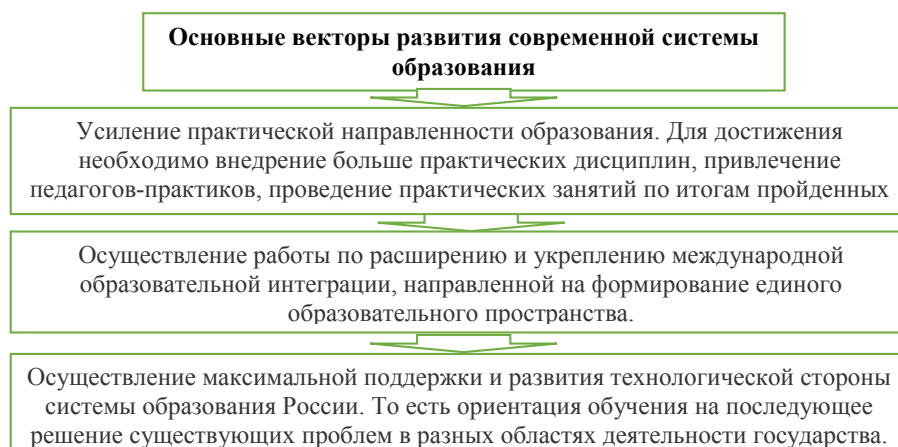 Основные векторы развития современной системы
образования
Усиление практической направленности образования. Для достижения
необходимо внедрение больше практических дисциплин, привлечение
педагогов-практиков, проведение практических занятий по итогам пройденных
Осуществление работы по расширению и укреплению международной
образовательной интеграции, направленной на формирование единого
образовательного пространства.
Осуществление максимальной поддержки и развития технологической стороны
системы образования России. То есть ориентация обучения на последующее
решение существующих проблем в разных областях деятельности государства.